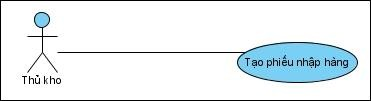 Tạo phiếu nhập hàng
Thủ kho